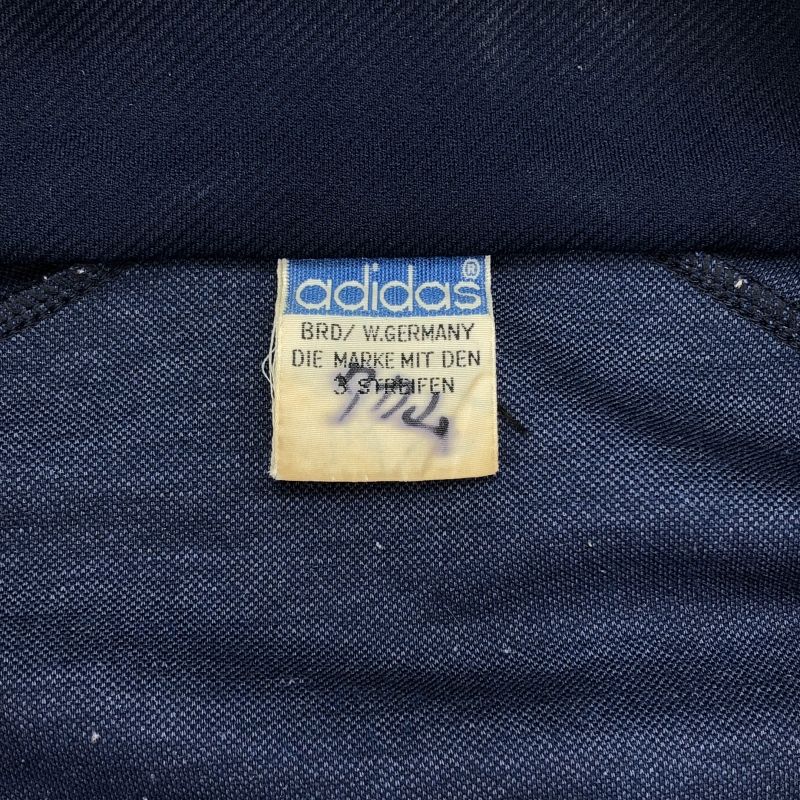 adidas®
BRD/ W.GERMANY
DIE MARKE MIT DEN
3 STREIFEN